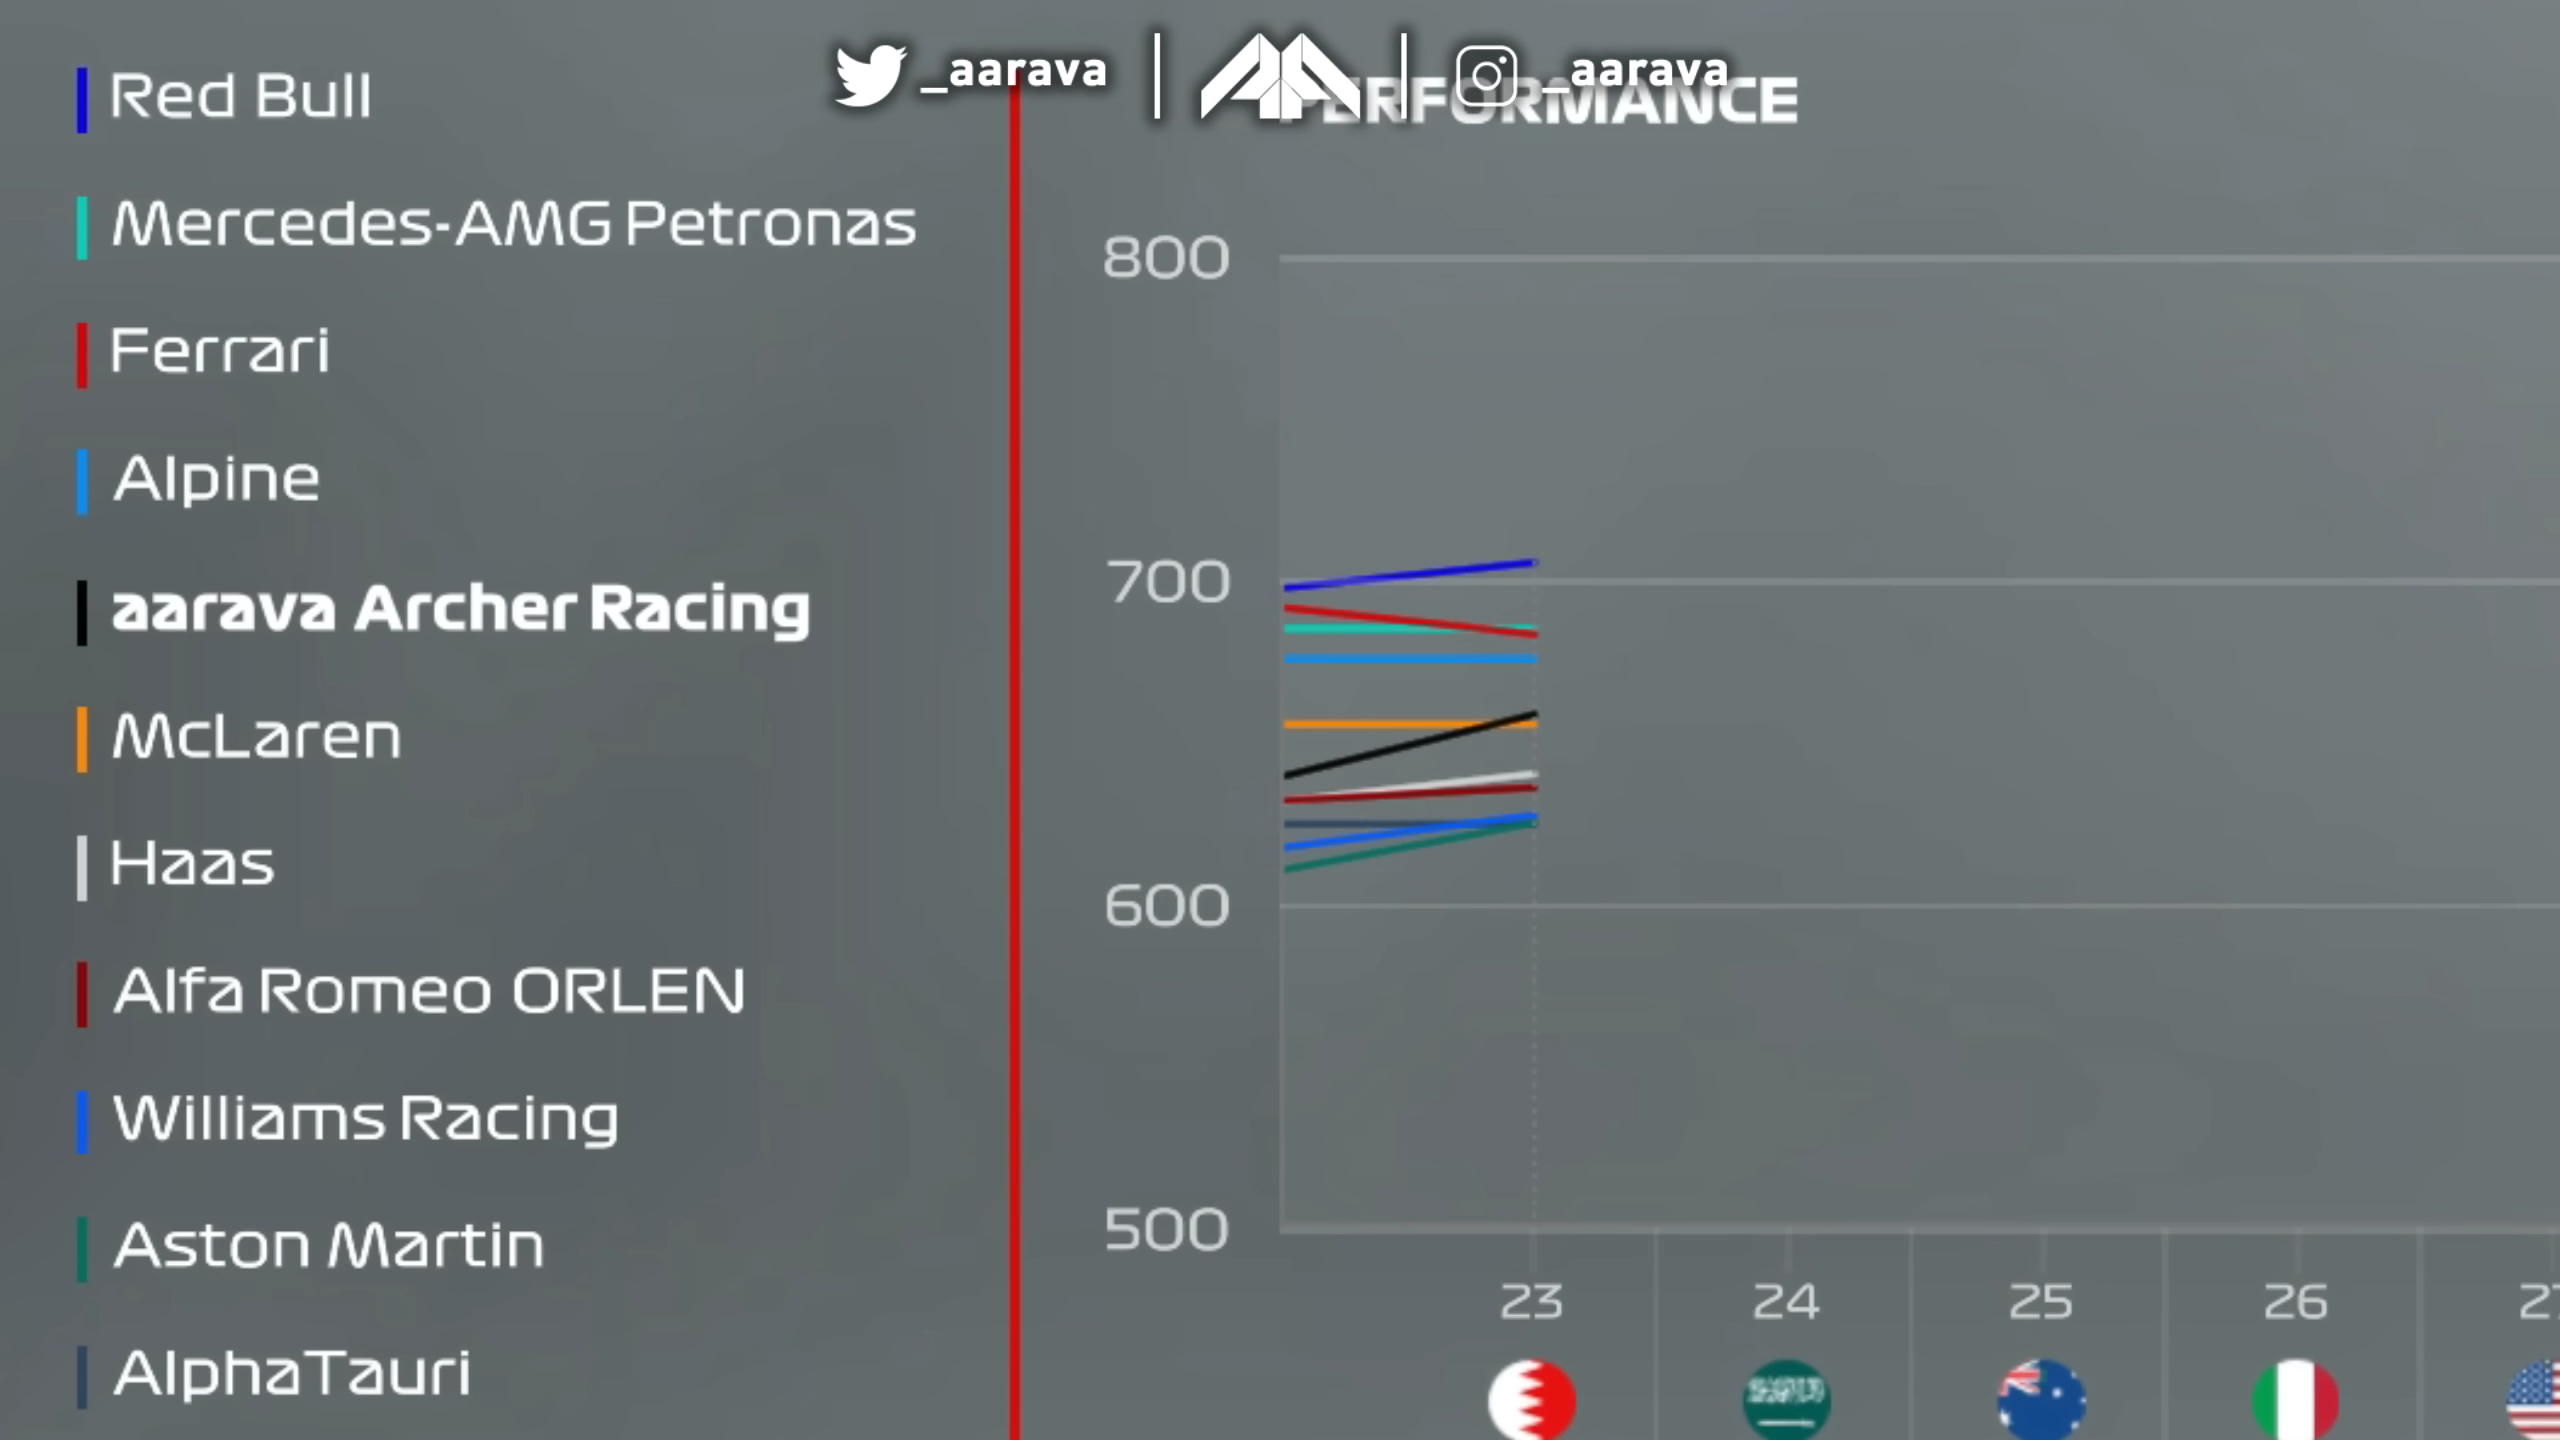 _aarava
_aarava
PERFORMANCE
Red Bull
Mercedes-AMG Petronas
Ferrari
Alpine
aarava Archer Racing
McLaren
Haas
Alfa Romeo ORLEN
Williams Racing
Aston Martin
AlphaTauri
800
700
600
500
23 24 25 26